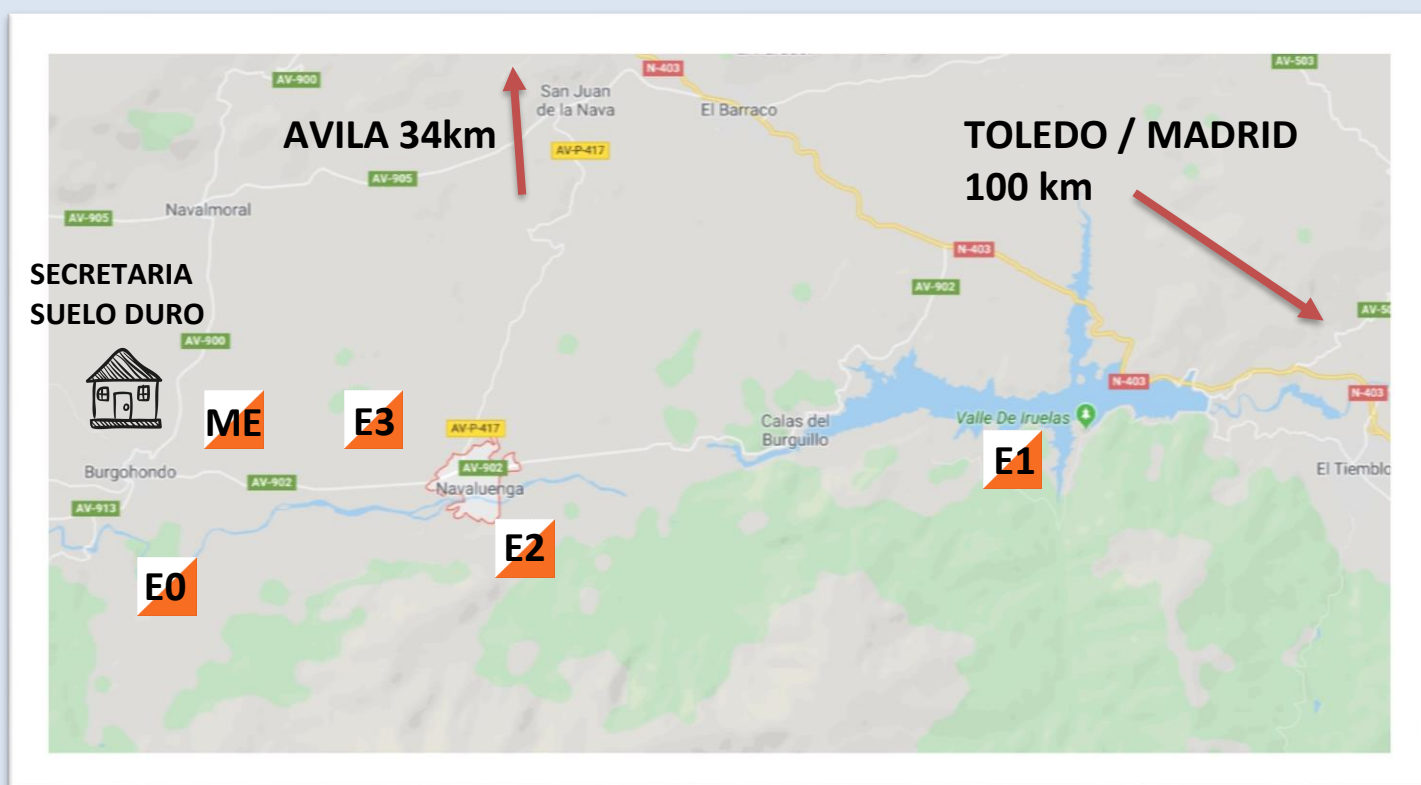 N-403
AV-503
AV-900
San Juan
de la Nava
El Barraco
AVILA 34km
TOLEDO / MADRID
100 km
AV-P-417
AV-905
Navalmoral
AV-905
N-403
SECRETARIA
SUELO DURO
AV-902
AV-900
N-403
N-403
ME
E3
Calas del
Burguillo
Valle De Iruelas
AV-P-417
E1
AV-902
Burgohondo
AV-902
Navaluenga
El Tiemblo
AV-913
E2
E0